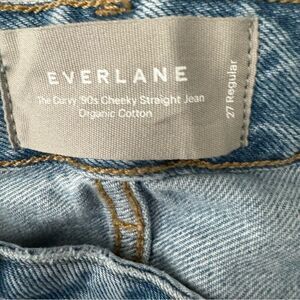 EVERLANE
The Curvy '90s Cheeky Straight Jean
Organic Cotton
27 Regular